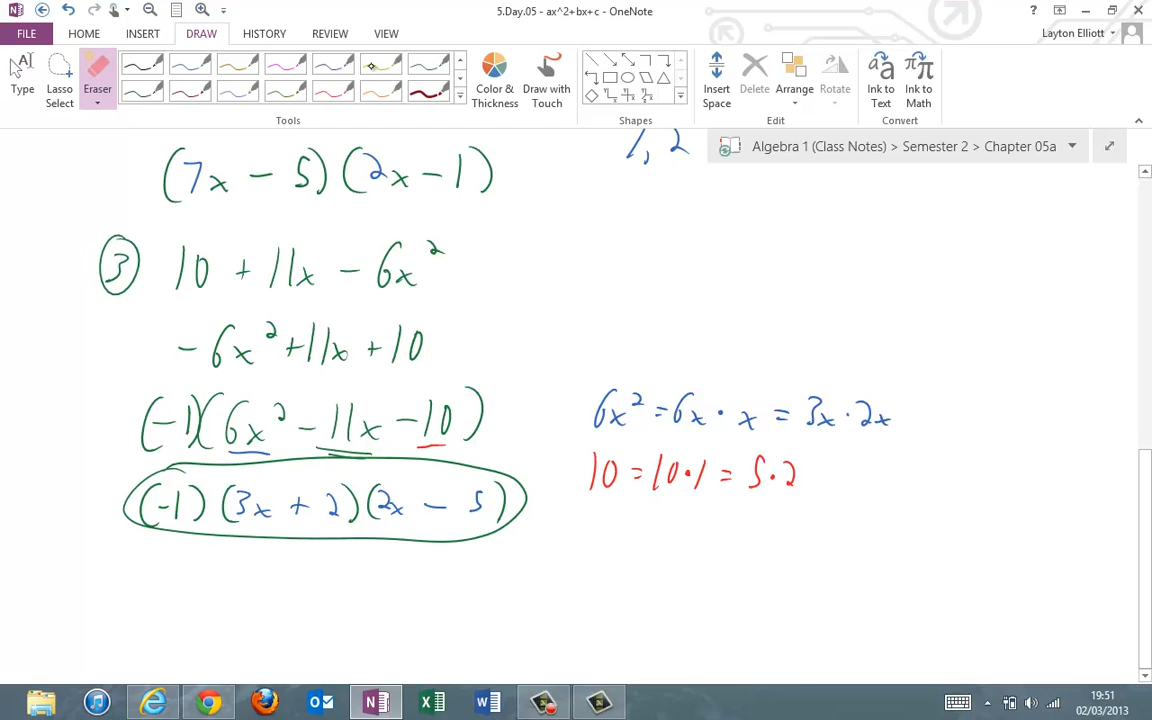 5.Day.05 - ax^2+bx+c - OneNote
FILE HOME INSERT DRAW HISTORY REVIEW VIEW
Layton Elliott
Type
Lasso Select
Eraser
Color & Thickness
Draw with Touch
Insert Space
Delete
Arrange
Rotate
Ink to Text
Ink to Math
Tools
Shapes
Edit
Convert
Algebra 1 (Class Notes) > Semester 2 > Chapter 05a
(7x - 5)(2x - 1)
③ 10 + 11x - 6x²
-6x² + 11x + 10
(-1)(6x² - 11x - 10)
6x² = 6x · x = 3x · 2x
10 = 10 · 1 = 5 · 2
(-1)(3x + 2)(2x - 5)
19:51
02/03/2013